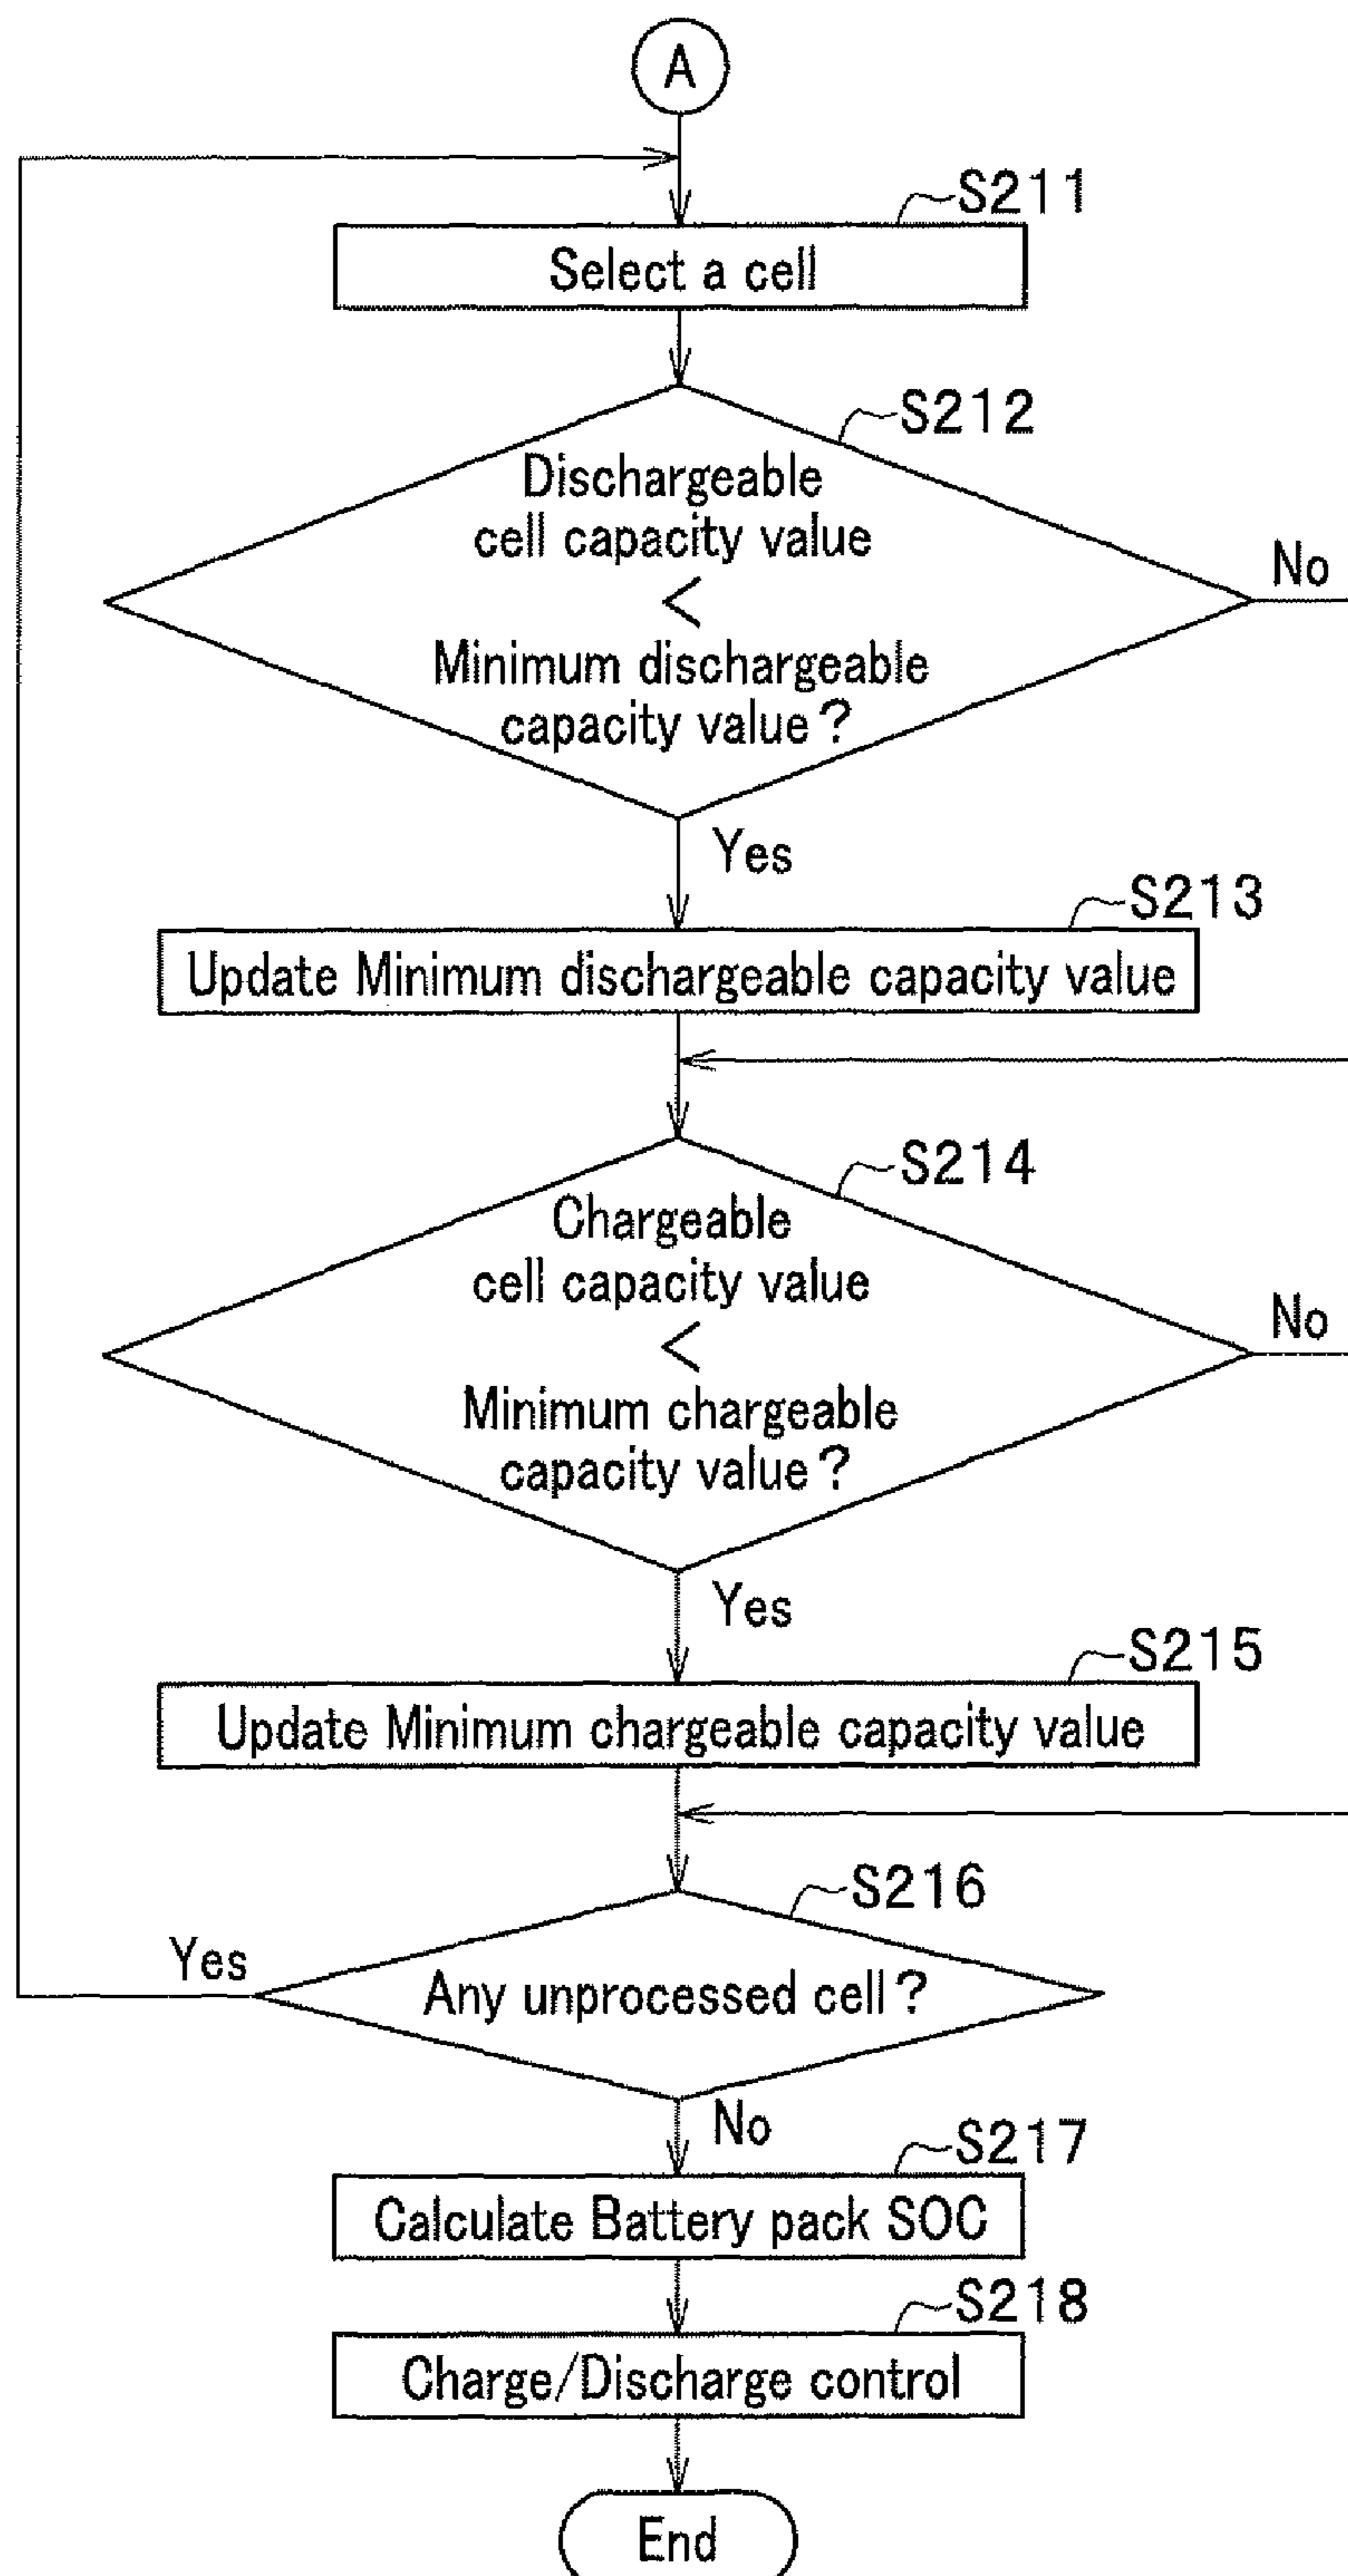 A
S211
Select a cell
S212
Dischargeable
cell capacity value
<
Minimum dischargeable
capacity value?
No
Yes
S213
Update Minimum dischargeable capacity value
S214
Chargeable
cell capacity value
<
Minimum chargeable
capacity value?
No
Yes
S215
Update Minimum chargeable capacity value
S216
Yes
Any unprocessed cell?
No
S217
Calculate Battery pack SOC
S218
Charge/Discharge control
End